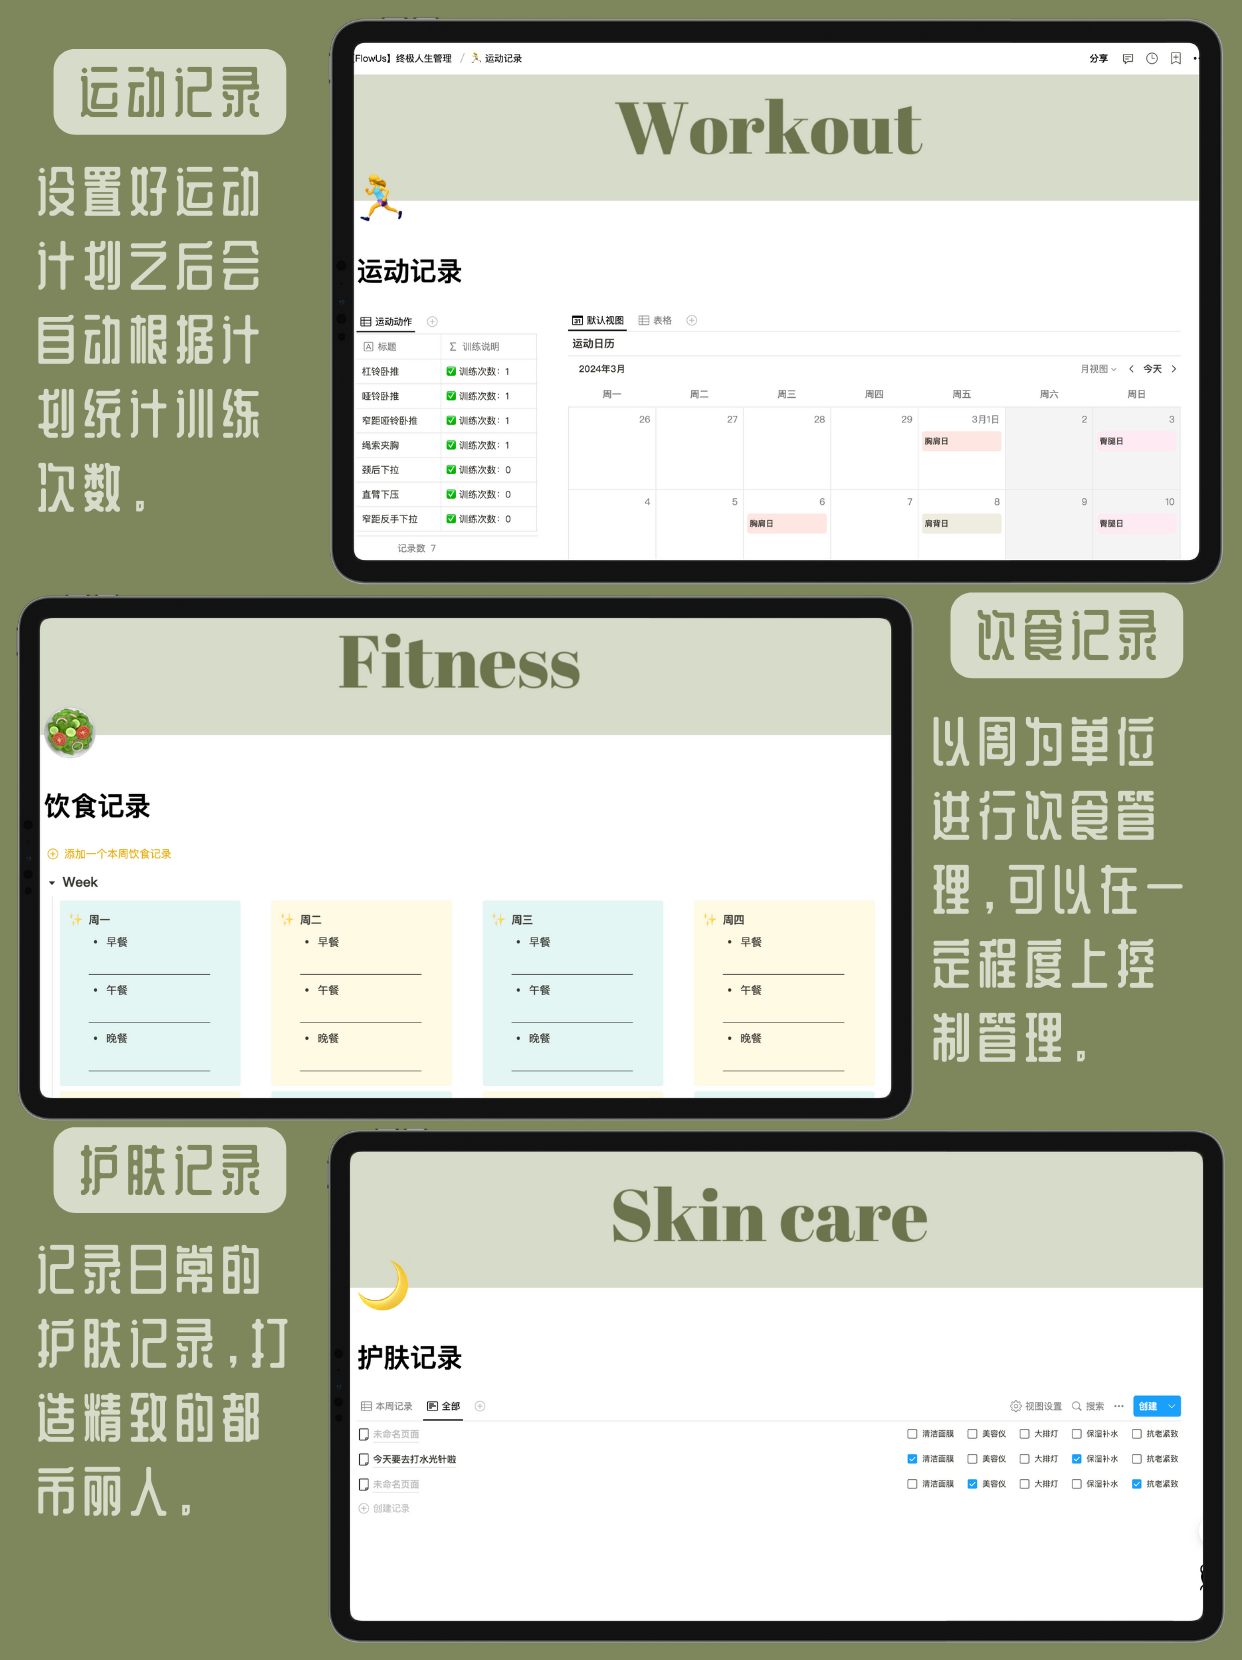 运动记录
设置好运动
计划之后会
自动根据计
划统计训练
次数。
FlowUs】终极人生管理 / 运动记录
分享
Workout
运动记录
运动动作
标题 训练说明
杠铃卧推 训练次数：1
哑铃卧推 训练次数：1
窄距哑铃卧推 训练次数：1
绳索夹胸 训练次数：1
颈后下拉 训练次数：0
直臂下压 训练次数：0
窄距反手下拉 训练次数：0
记录数 7
默认视图 表格
运动日历
2024年3月 月视图 今天
周一 周二 周三 周四 周五 周六 周日
26 27 28 29 3月1日 2 3
胸肩日 臀腿日
4 5 6 7 8 9 10
胸肩日 肩背日 臀腿日
饮食记录
以周为单位
进行饮食管
理，可以在一
定程度上控
制管理。
Fitness
饮食记录
添加一个本周饮食记录
Week
周一 周二 周三 周四
早餐 早餐 早餐 早餐
午餐 午餐 午餐 午餐
晚餐 晚餐 晚餐 晚餐
护肤记录
记录日常的
护肤记录，打
造精致的都
市丽人。
Skin care
护肤记录
本周记录 全部 视图设置 搜索 创建
未命名页面 清洁面膜 美容仪 大排灯 保湿补水 抗老紧致
今天要去打水光针啦 清洁面膜 美容仪 大排灯 保湿补水 抗老紧致
未命名页面 清洁面膜 美容仪 大排灯 保湿补水 抗老紧致
创建记录